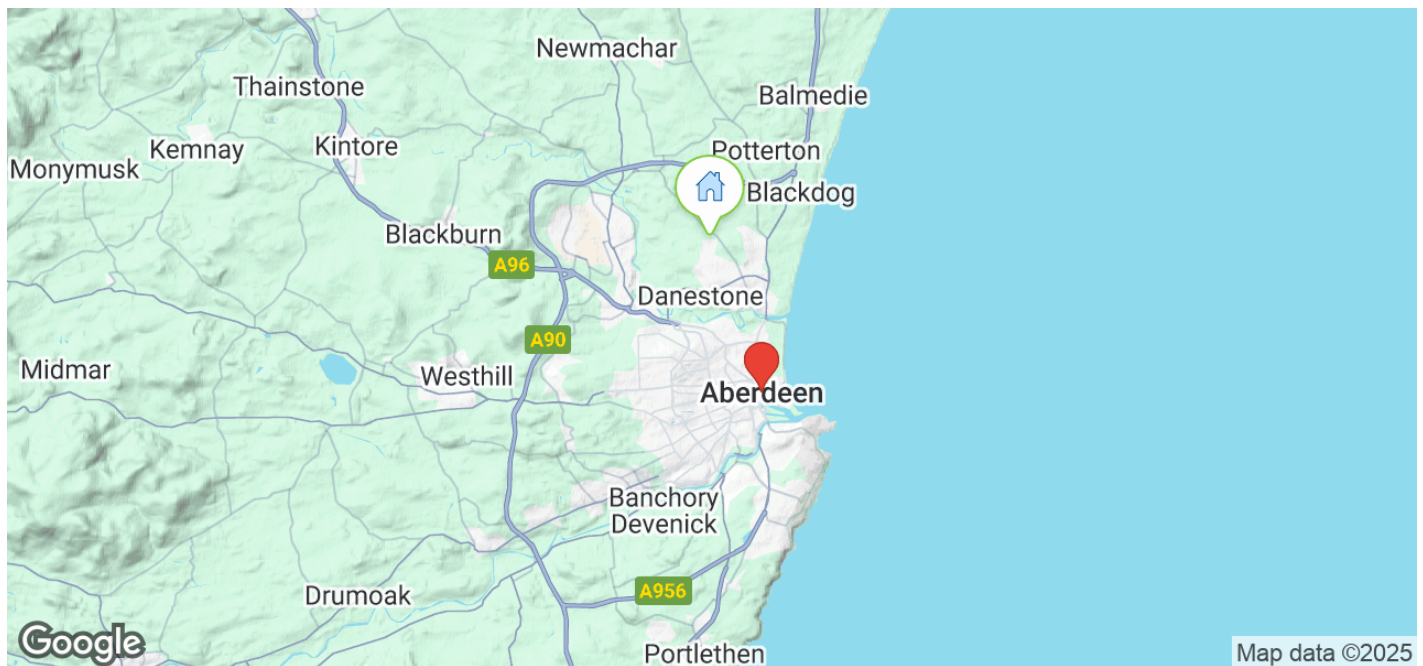 Newmachar
Thainstone
Balmedie
Kintore
Kemnay
Potterton
Monymusk
Blackdog
Blackburn
A96
Danestone
A90
Midmar
Westhill
Aberdeen
Banchory
Devenick
A956
Drumoak
Portlethen
Google
Map data ©2025